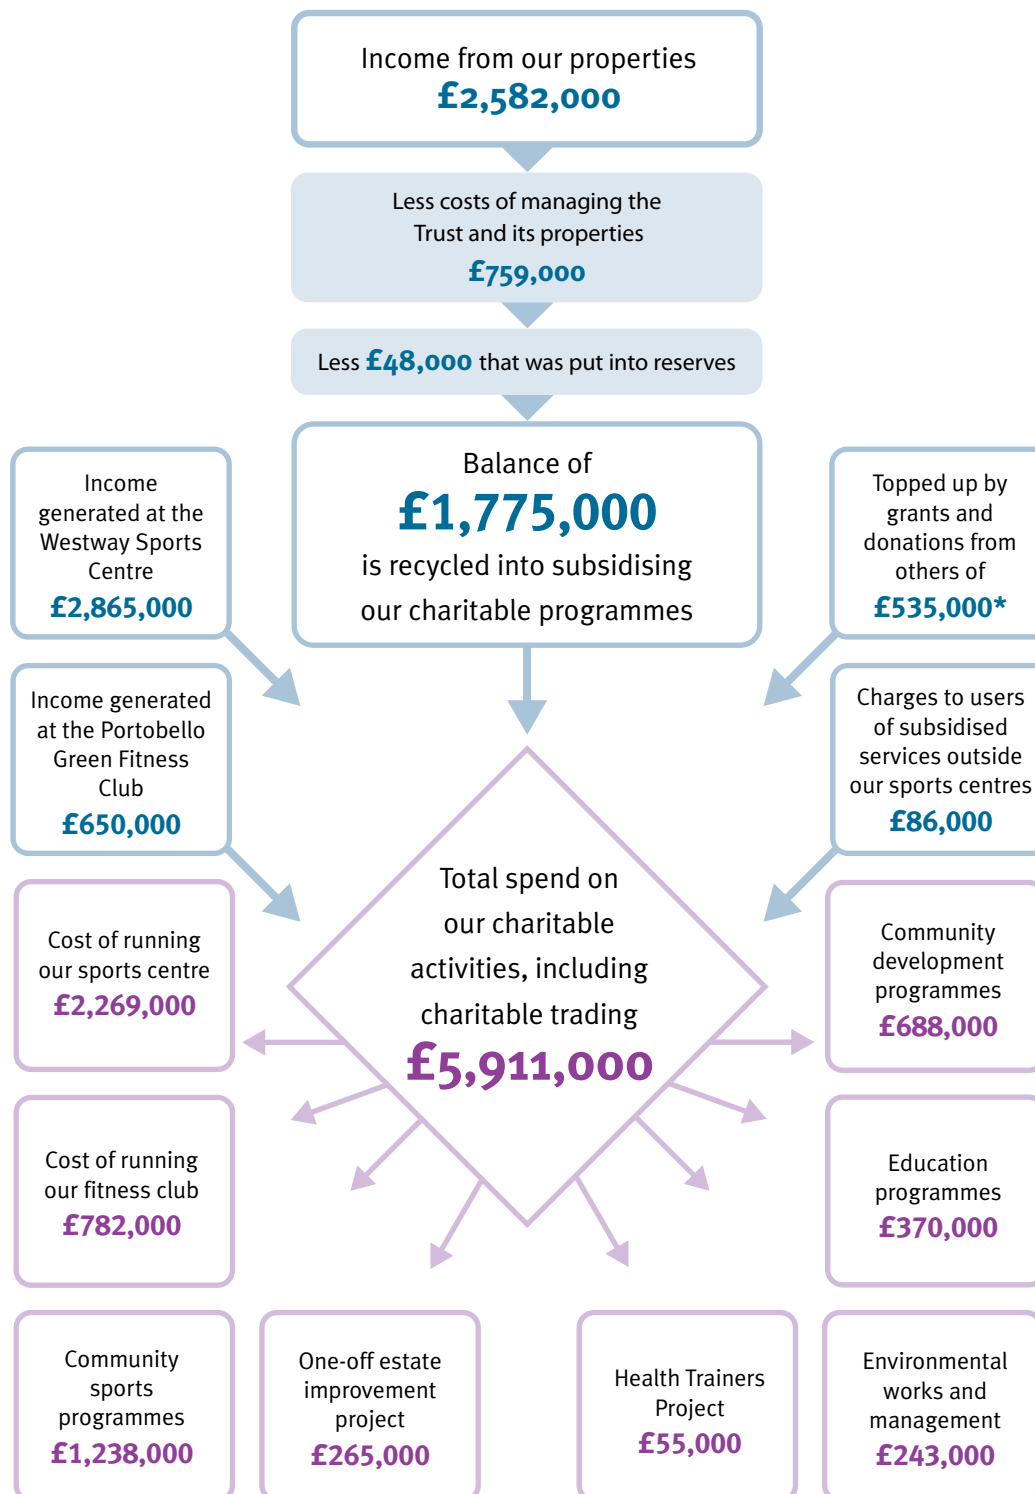 Income from our properties
£2,582,000
Less costs of managing the
Trust and its properties
£759,000
Less £48,000 that was put into reserves
Balance of
£1,775,000
is recycled into subsidising
our charitable programmes
Income
generated at the
Westway Sports
Centre
£2,865,000
Topped up by
grants and
donations from
others of
£535,000*
Income generated
at the Portobello
Green Fitness
Club
£650,000
Charges to users
of subsidised
services outside
our sports centres
£86,000
Total spend on
our charitable
activities, including
charitable trading
£5,911,000
Cost of running
our sports centre
£2,269,000
Community
development
programmes
£688,000
Cost of running
our fitness club
£782,000
Education
programmes
£370,000
Community
sports
programmes
£1,238,000
One-off estate
improvement
project
£265,000
Health Trainers
Project
£55,000
Environmental
works and
management
£243,000